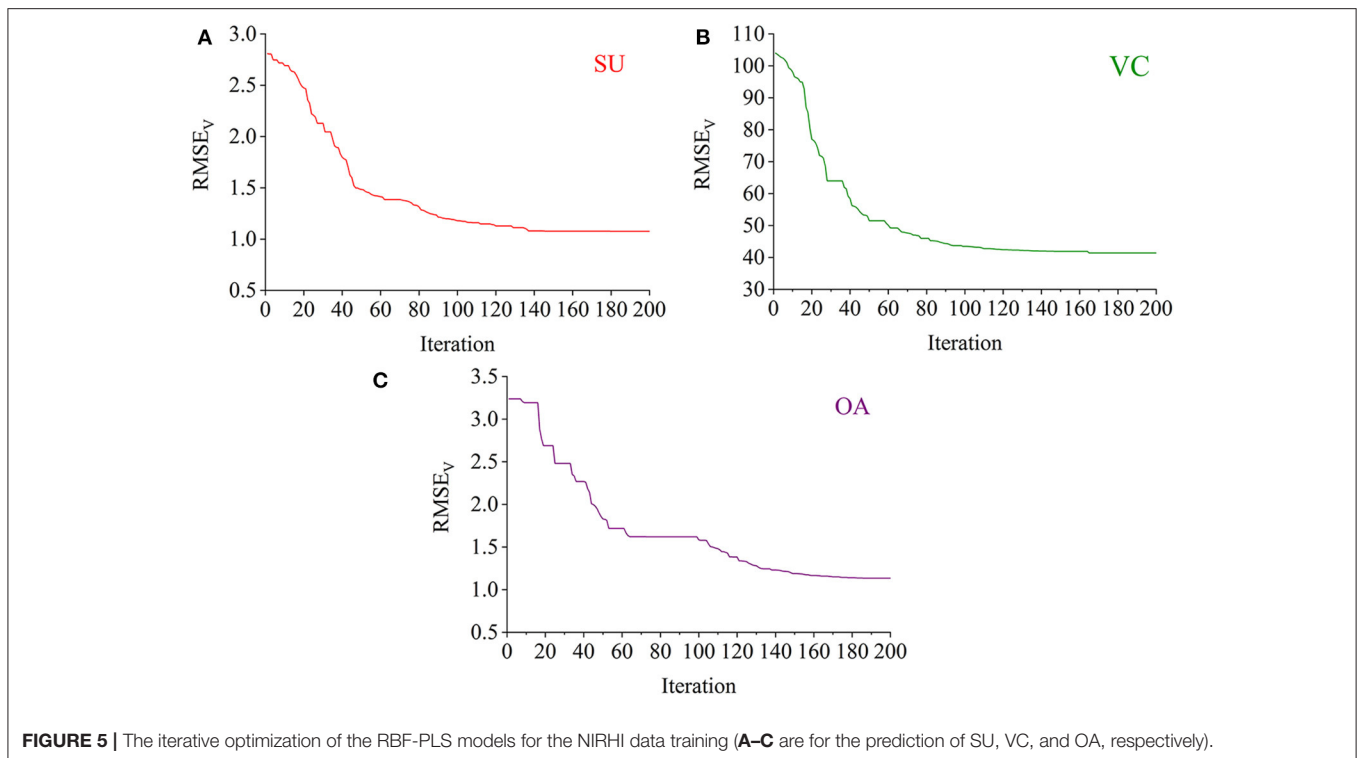 A
SU
3.0
2.5
2.0
1.5
1.0
0.5
RMSEV
0 20 40 60 80 100 120 140 160 180 200
Iteration
B
VC
110
100
90
80
70
60
50
40
30
RMSEV
0 20 40 60 80 100 120 140 160 180 200
Iteration
C
OA
3.5
3.0
2.5
2.0
1.5
1.0
0.5
RMSEV
0 20 40 60 80 100 120 140 160 180 200
Iteration
FIGURE 5 | The iterative optimization of the RBF-PLS models for the NIRHI data training (A–C are for the prediction of SU, VC, and OA, respectively).